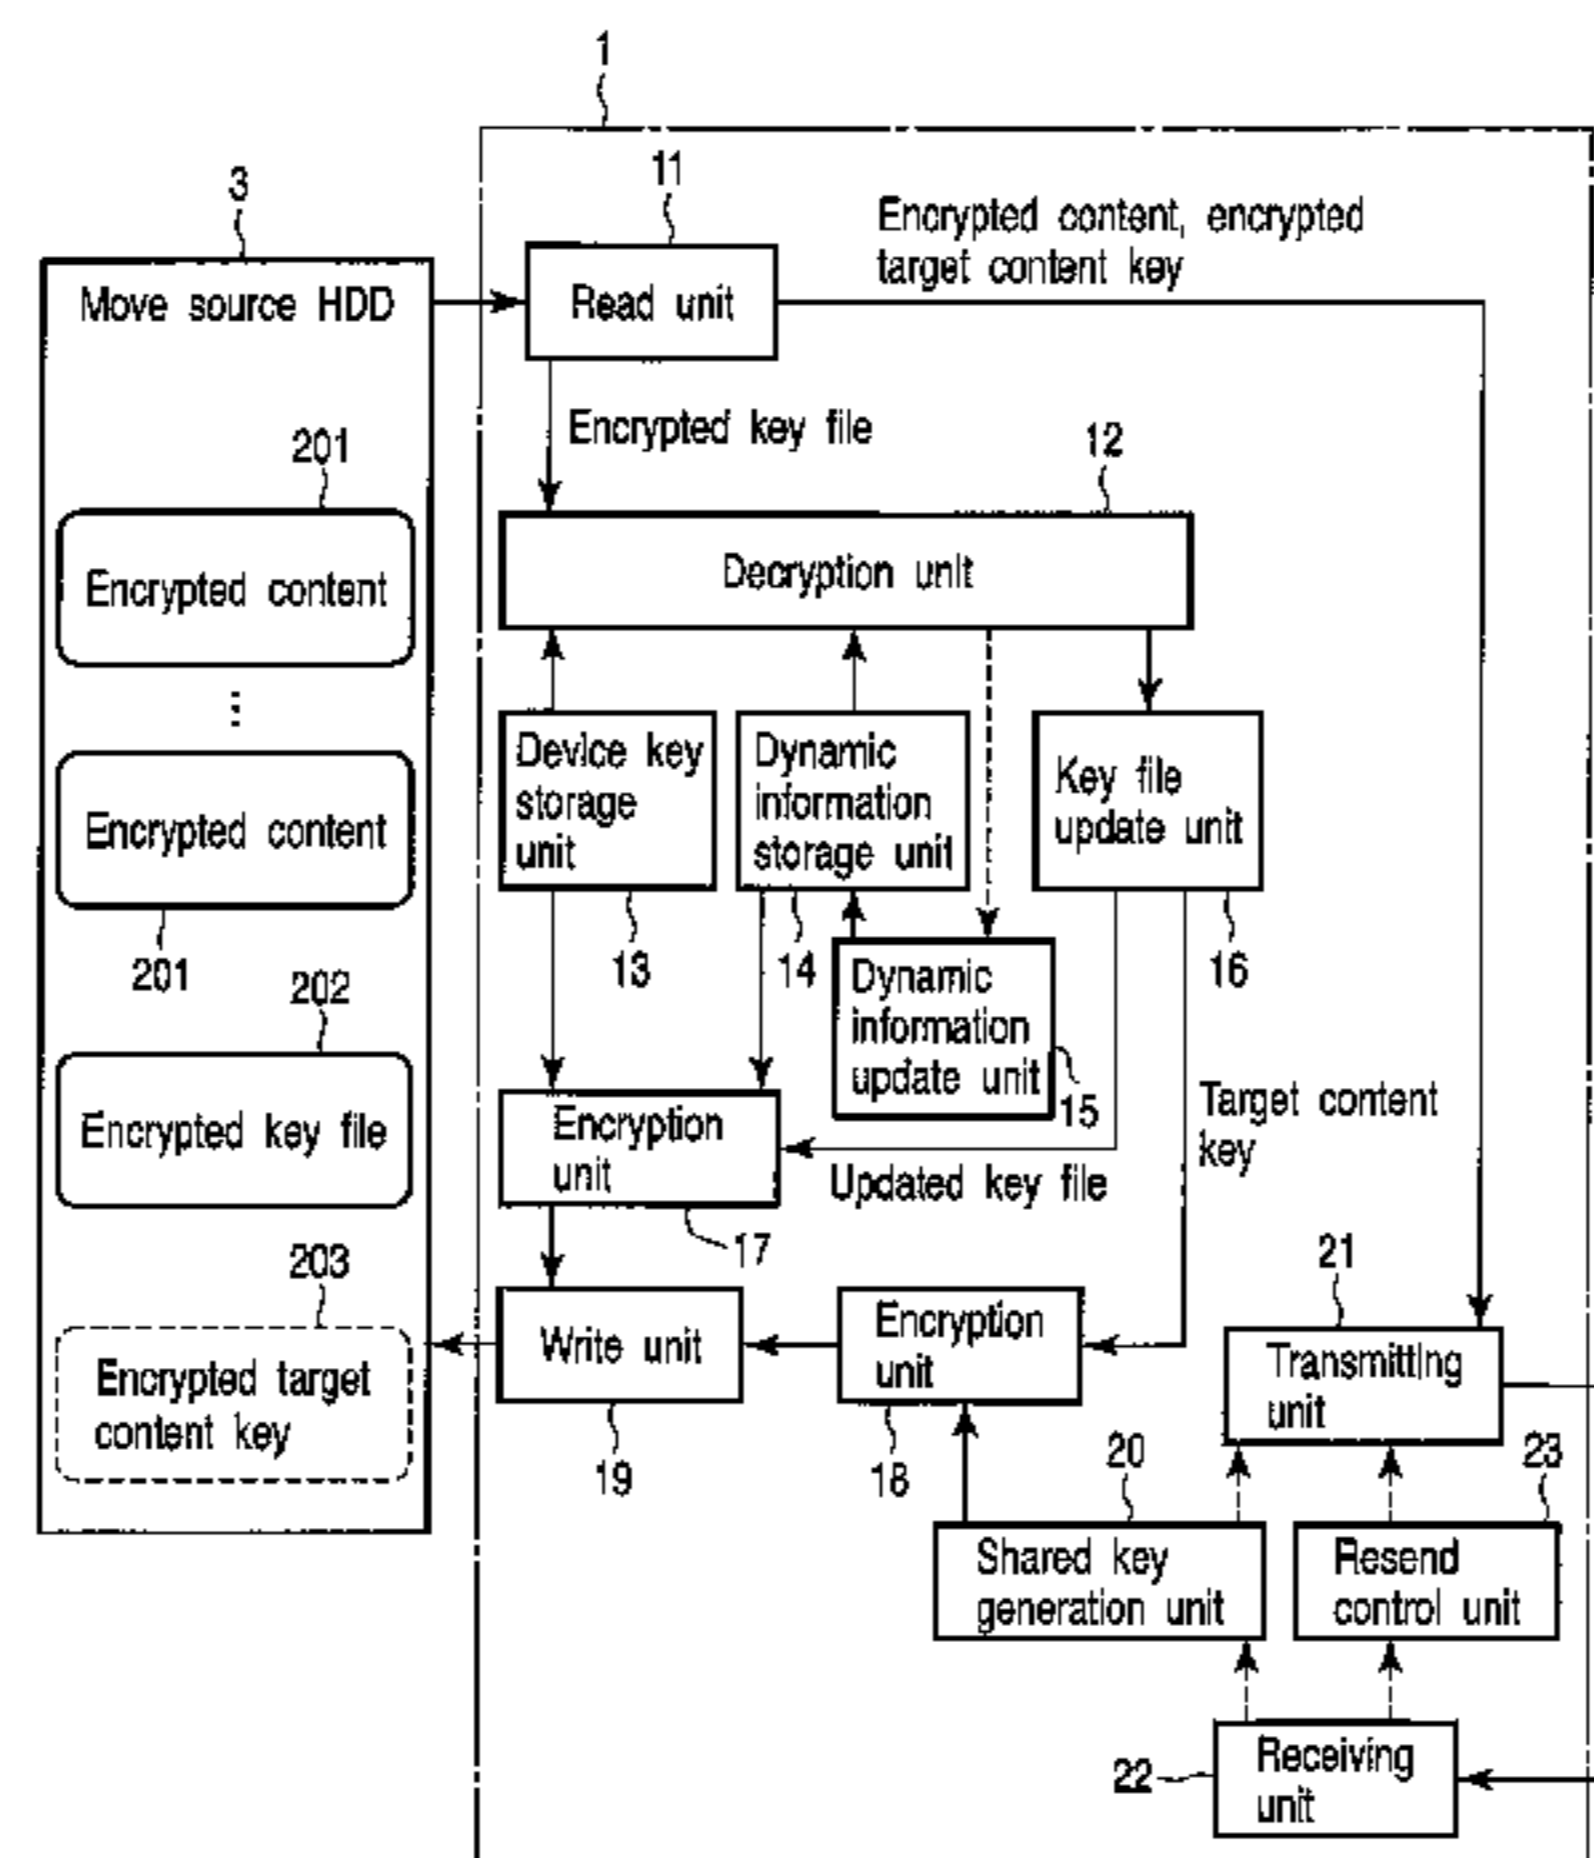 1
3
11
Encrypted content, encrypted
target content key
Move source HDD
Read unit
201
Encrypted key file
12
Encrypted content
Decryption unit
⋮
Device key
storage
unit
Dynamic
information
storage unit
Key file
update unit
Encrypted content
201
13
14
16
202
Dynamic
information
update unit
15
Encrypted key file
Encryption
unit
Updated key file
Target content
key
17
203
21
Encrypted target
content key
Write unit
Encryption
unit
Transmitting
unit
19
18
20
23
Shared key
generation unit
Resend
control unit
22
Receiving
unit